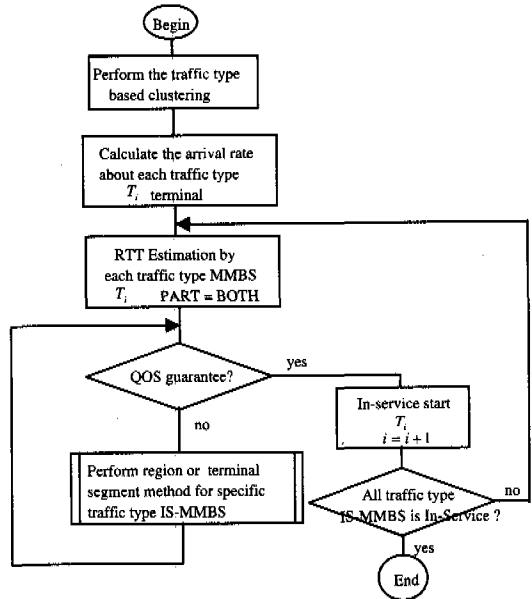 Begin
Perform the traffic type
based clustering
Calculate the arrival rate
about each traffic type
T_i terminal
RTT Estimation by
each traffic type MMBS
T_i PART = BOTH
QOS guarantee?
yes
no
In-service start
T_i
i = i + 1
Perform region or terminal
segment method for specific
traffic type IS-MMBS
All traffic type
IS-MMBS is In-Service ?
no
yes
End